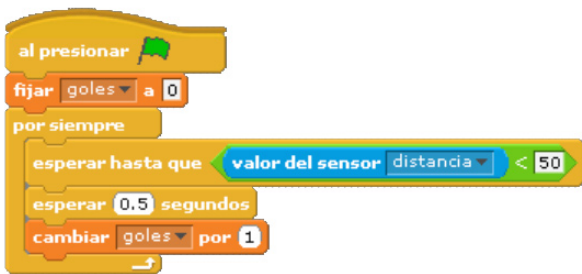 al presionar
fijar goles a 0
por siempre
esperar hasta que valor del sensor distancia < 50
esperar 0.5 segundos
cambiar goles por 1